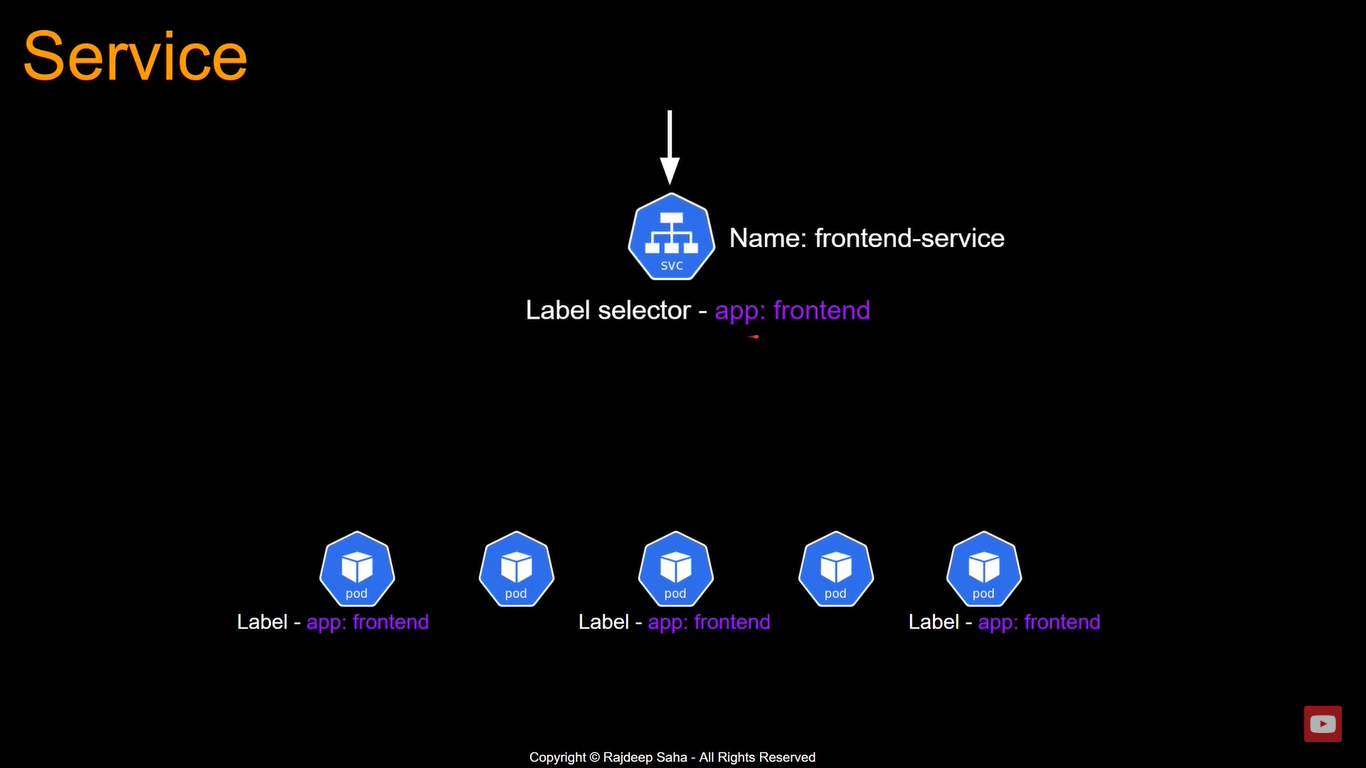 Service
svc
Name: frontend-service
Label selector - app: frontend
pod pod pod pod pod
Label - app: frontend Label - app: frontend Label - app: frontend
Copyright © Rajdeep Saha - All Rights Reserved